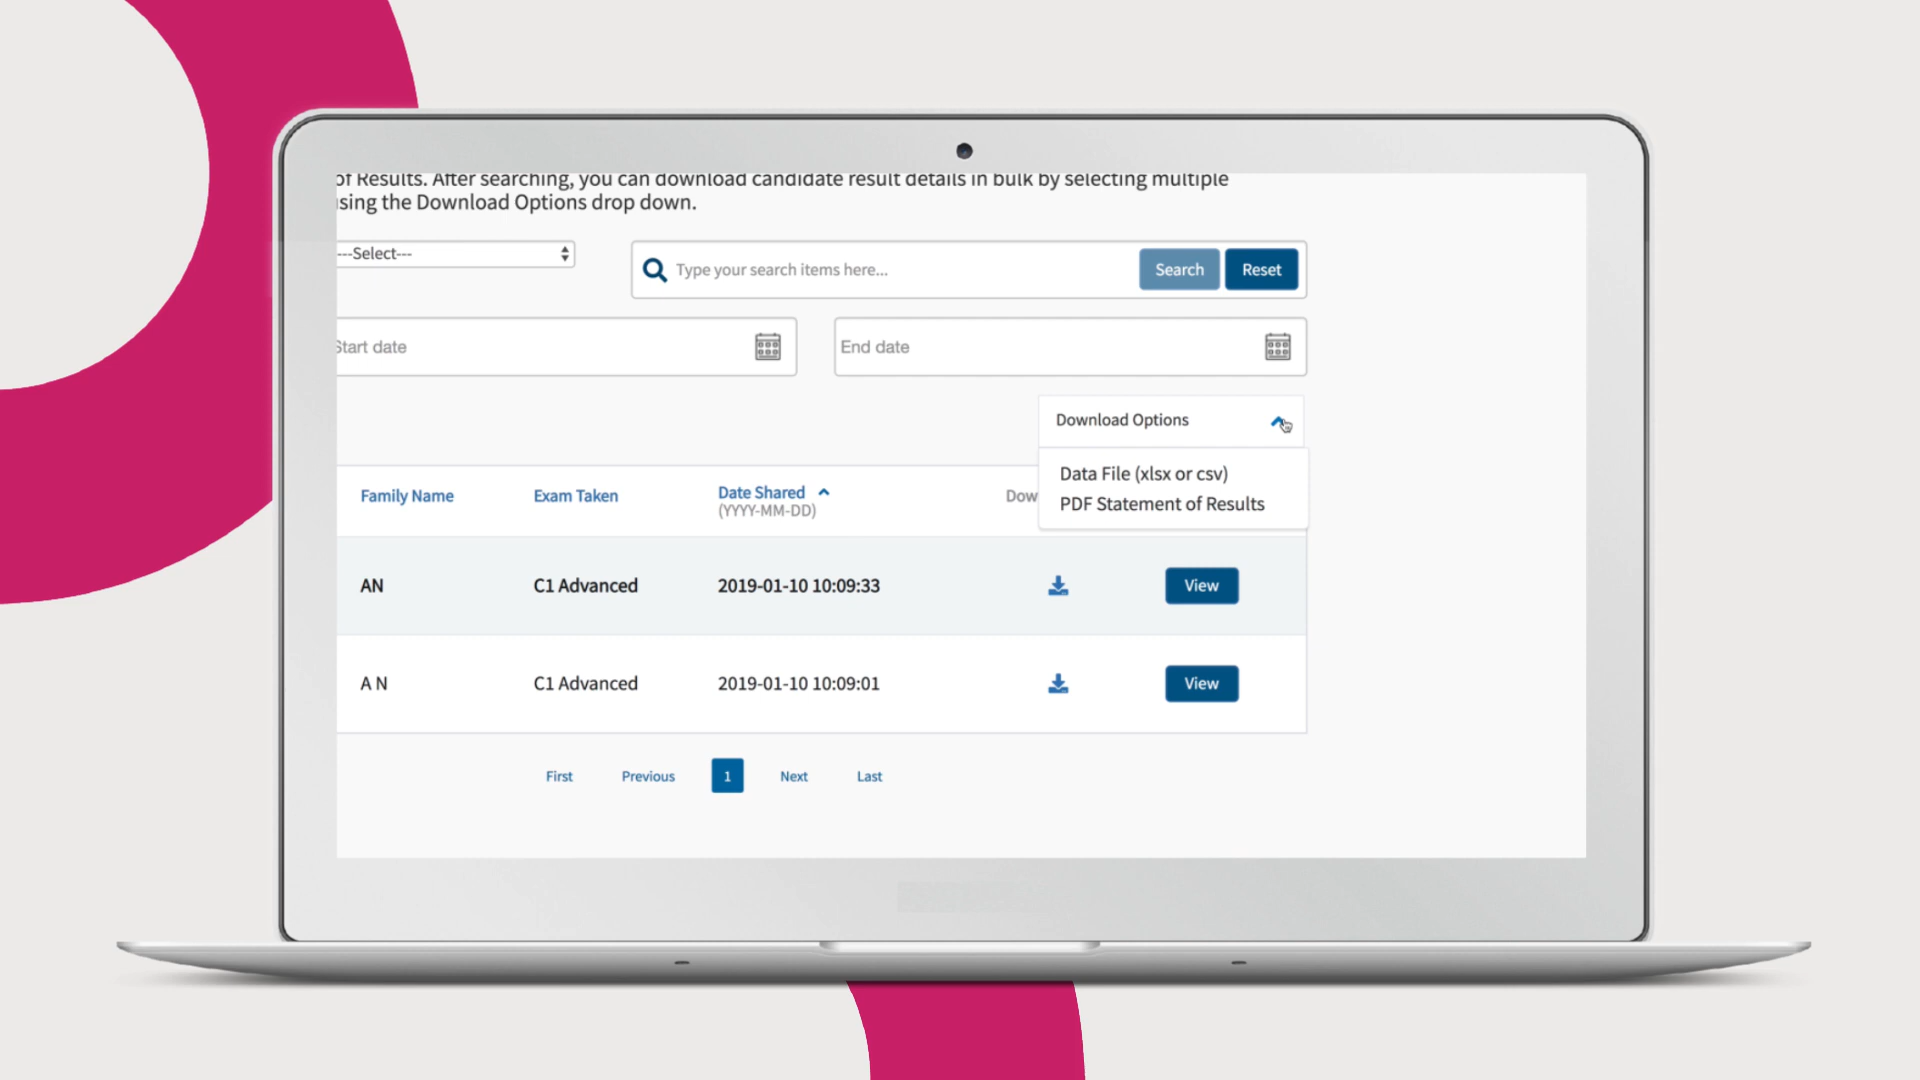 of Results. After searching, you can download candidate result details in bulk by selecting multiple
using the Download Options drop down.
---Select---
Type your search items here...
Search
Reset
Start date
End date
Download Options
Data File (xlsx or csv)
PDF Statement of Results
Family Name
Exam Taken
Date Shared
(YYYY-MM-DD)
Dow
AN
C1 Advanced
2019-01-10 10:09:33
View
A N
C1 Advanced
2019-01-10 10:09:01
View
First
Previous
1
Next
Last